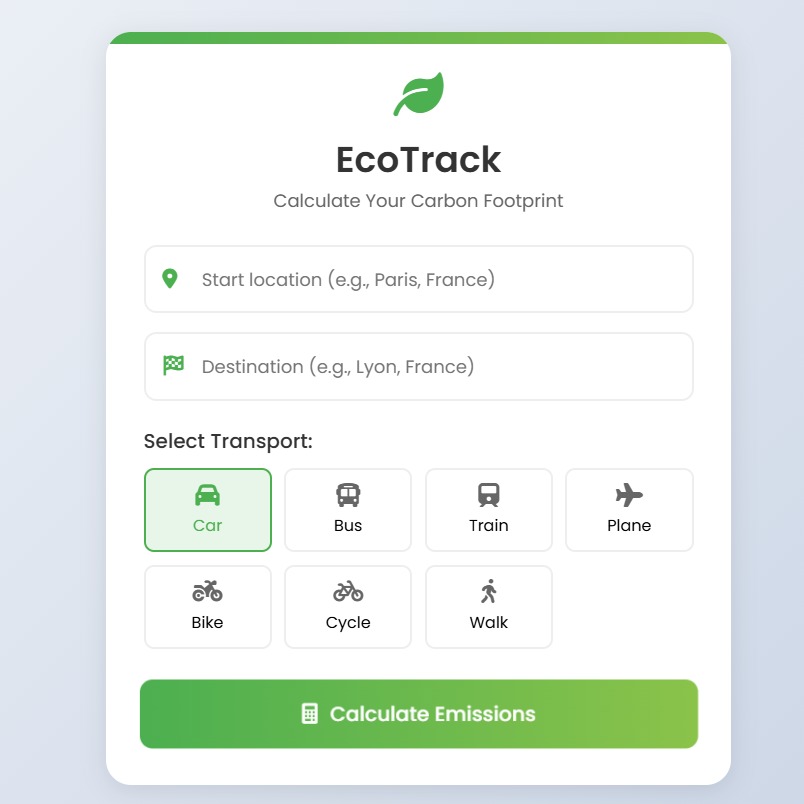 EcoTrack
Calculate Your Carbon Footprint
Start location (e.g., Paris, France)
Destination (e.g., Lyon, France)
Select Transport:
Car Bus Train Plane
Bike Cycle Walk
Calculate Emissions